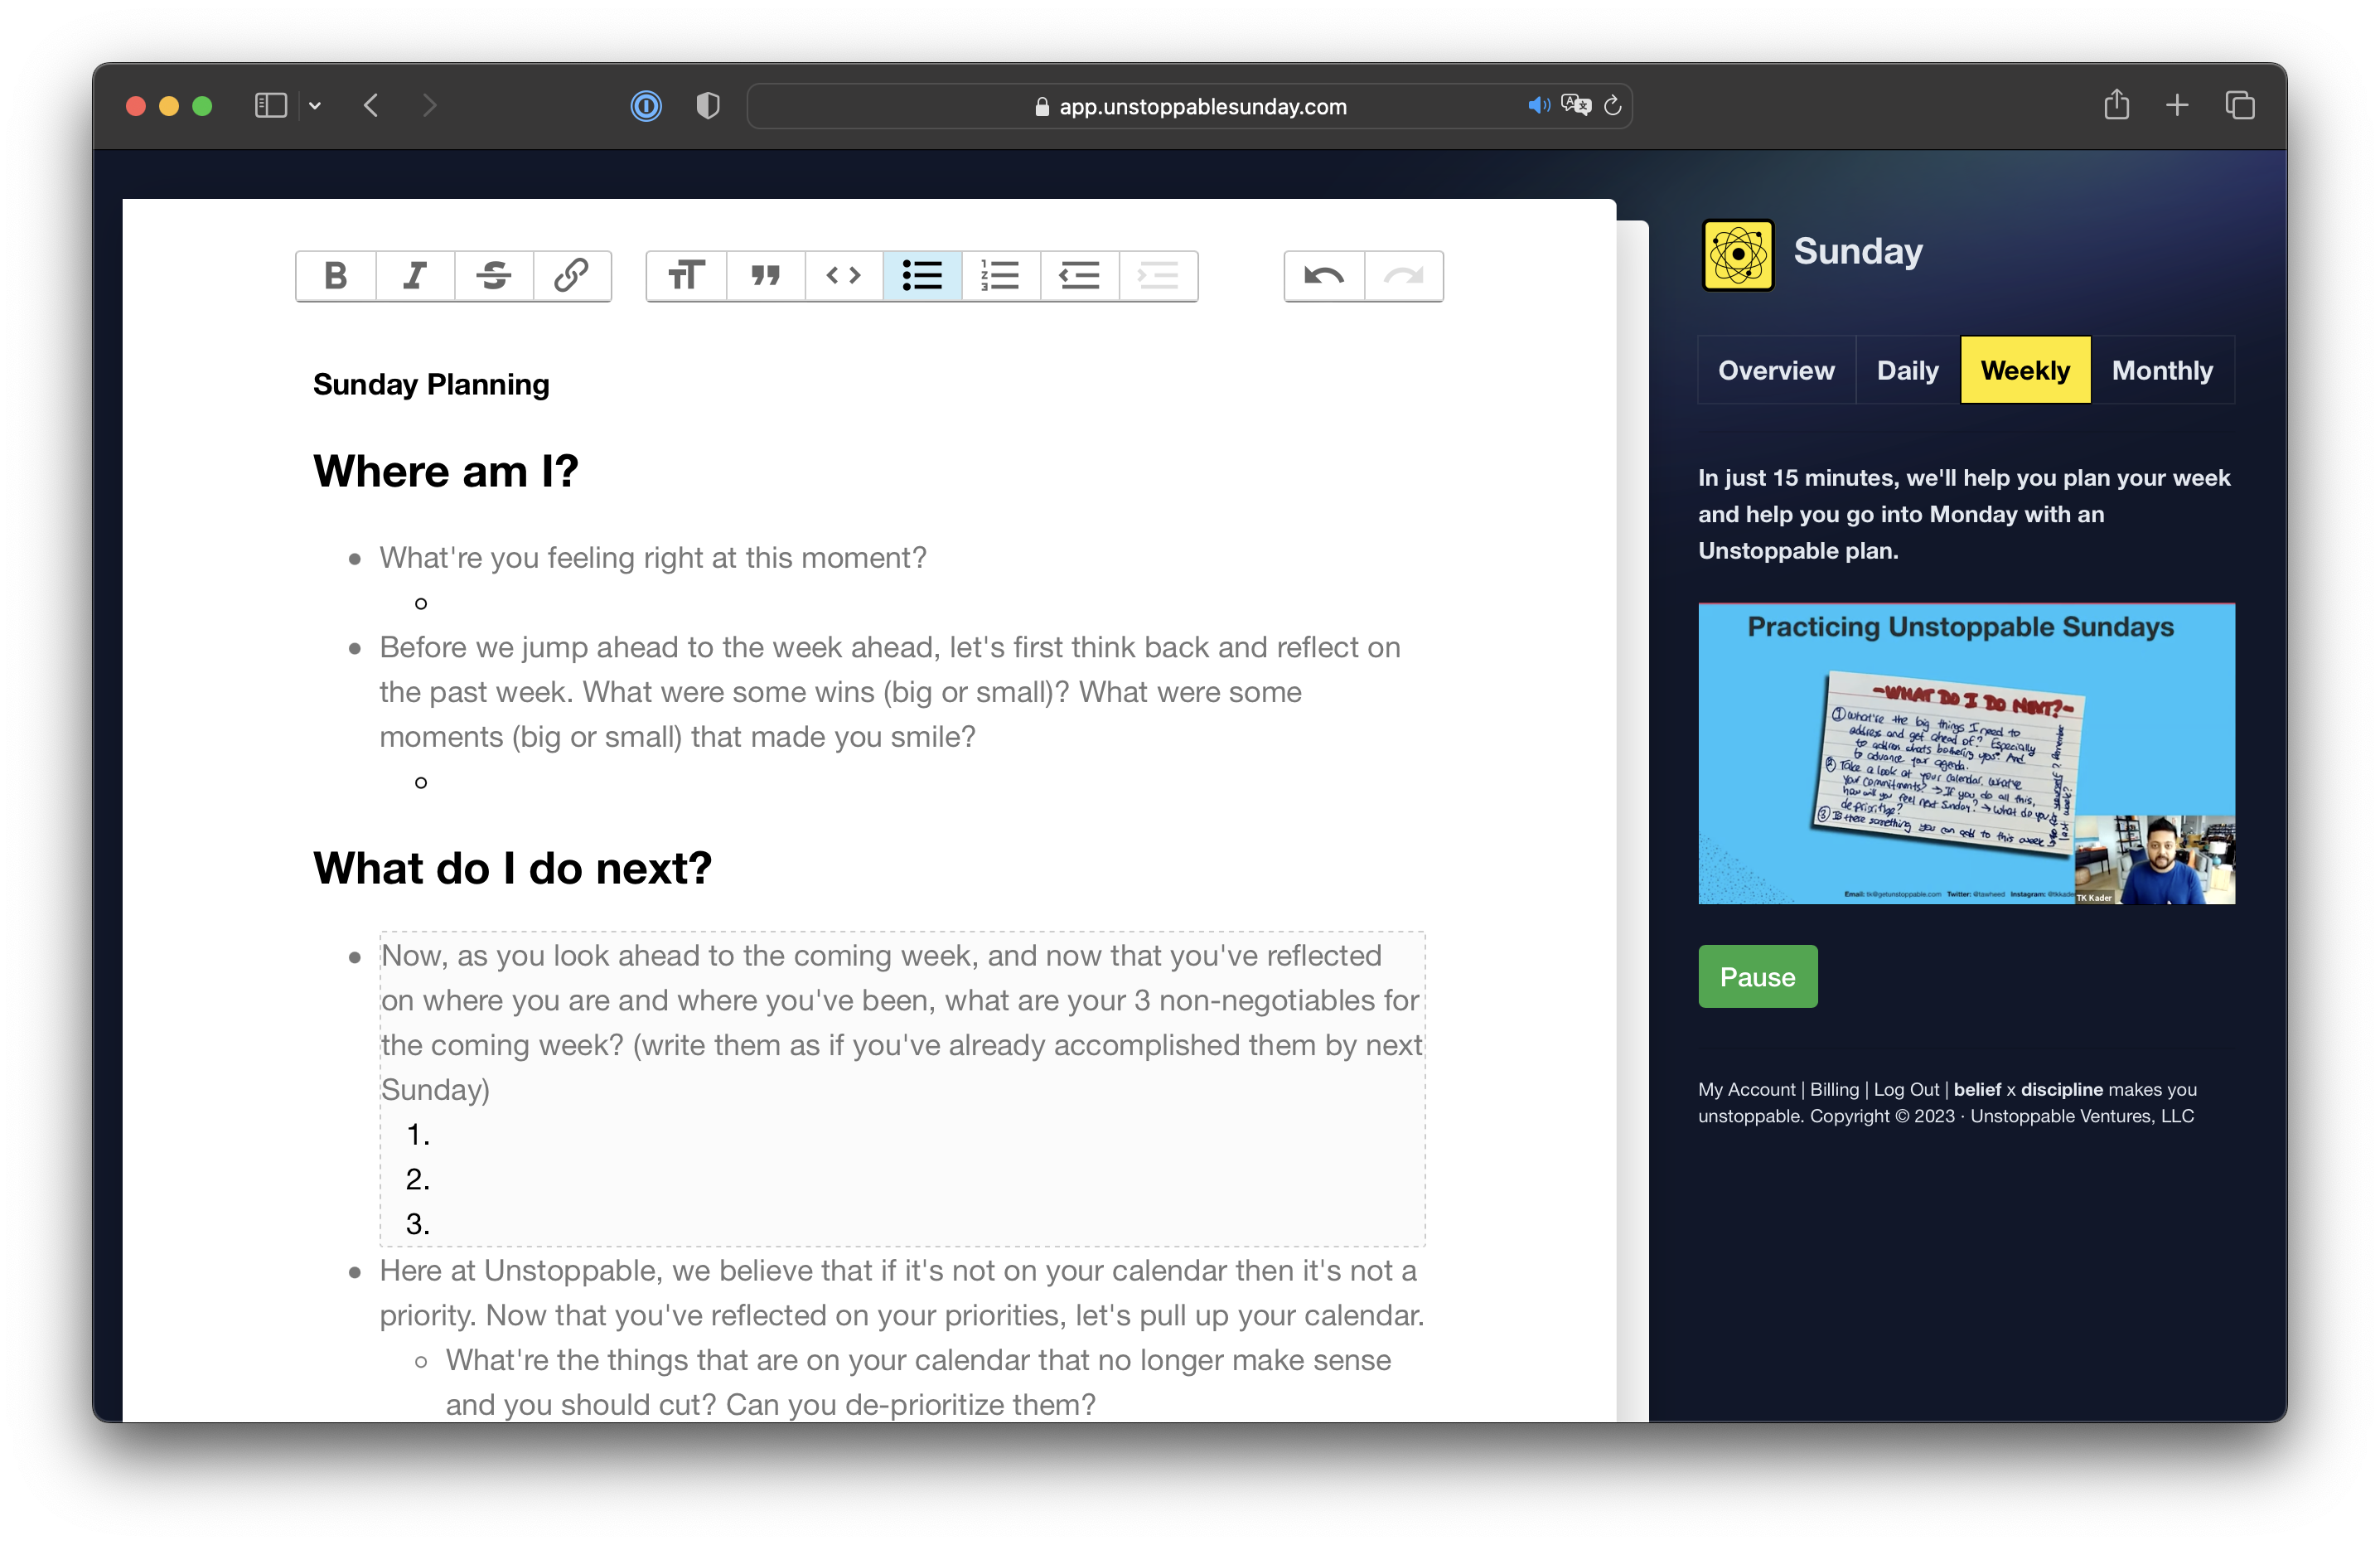 app.unstoppablesunday.com
Sunday Planning
Where am I?
What're you feeling right at this moment?
Before we jump ahead to the week ahead, let's first think back and reflect on
the past week. What were some wins (big or small)? What were some
moments (big or small) that made you smile?
What do I do next?
Now, as you look ahead to the coming week, and now that you've reflected
on where you are and where you've been, what are your 3 non-negotiables for
the coming week? (write them as if you've already accomplished them by next
Sunday)
1.
2.
3.
Here at Unstoppable, we believe that if it's not on your calendar then it's not a
priority. Now that you've reflected on your priorities, let's pull up your calendar.
What're the things that are on your calendar that no longer make sense
and you should cut? Can you de-prioritize them?
Sunday
Overview Daily Weekly Monthly
In just 15 minutes, we'll help you plan your week
and help you go into Monday with an
Unstoppable plan.
Practicing Unstoppable Sundays
-WHAT DO I DO NEXT?-
① What're the big things I need to
address and get ahead of? Especially
to address whats bothering you? And
to advance your agenda.
② Take a look at your calendar. What're
your commitments? → If you do all this,
how will you feel next Sunday? → What do you
de-prioritize?
③ Is there something you can add to this week
for yourself? Remember
last week?
Email: tk@getunstoppable.com Twitter: @tawheed Instagram: @tkkader
TK Kader
Pause
My Account | Billing | Log Out | belief x discipline makes you
unstoppable. Copyright © 2023 · Unstoppable Ventures, LLC